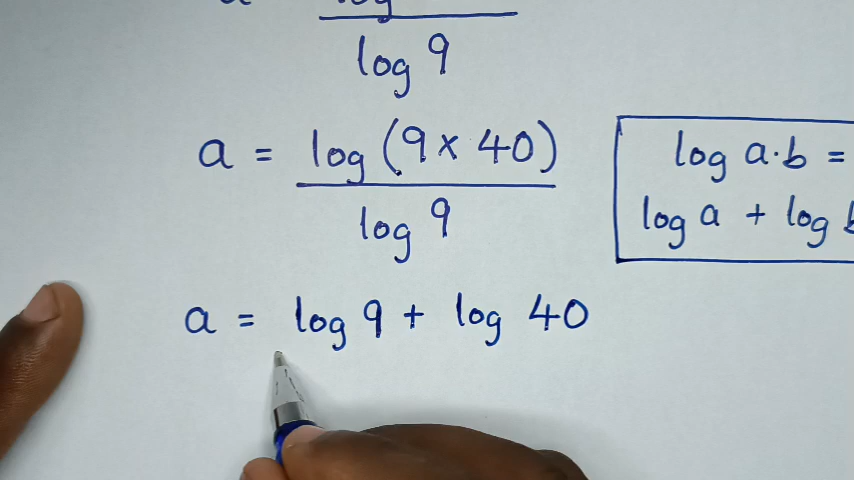 log 9
a = log (9 × 40)
log 9
log a·b =
log a + log b
a = log 9 + log 40